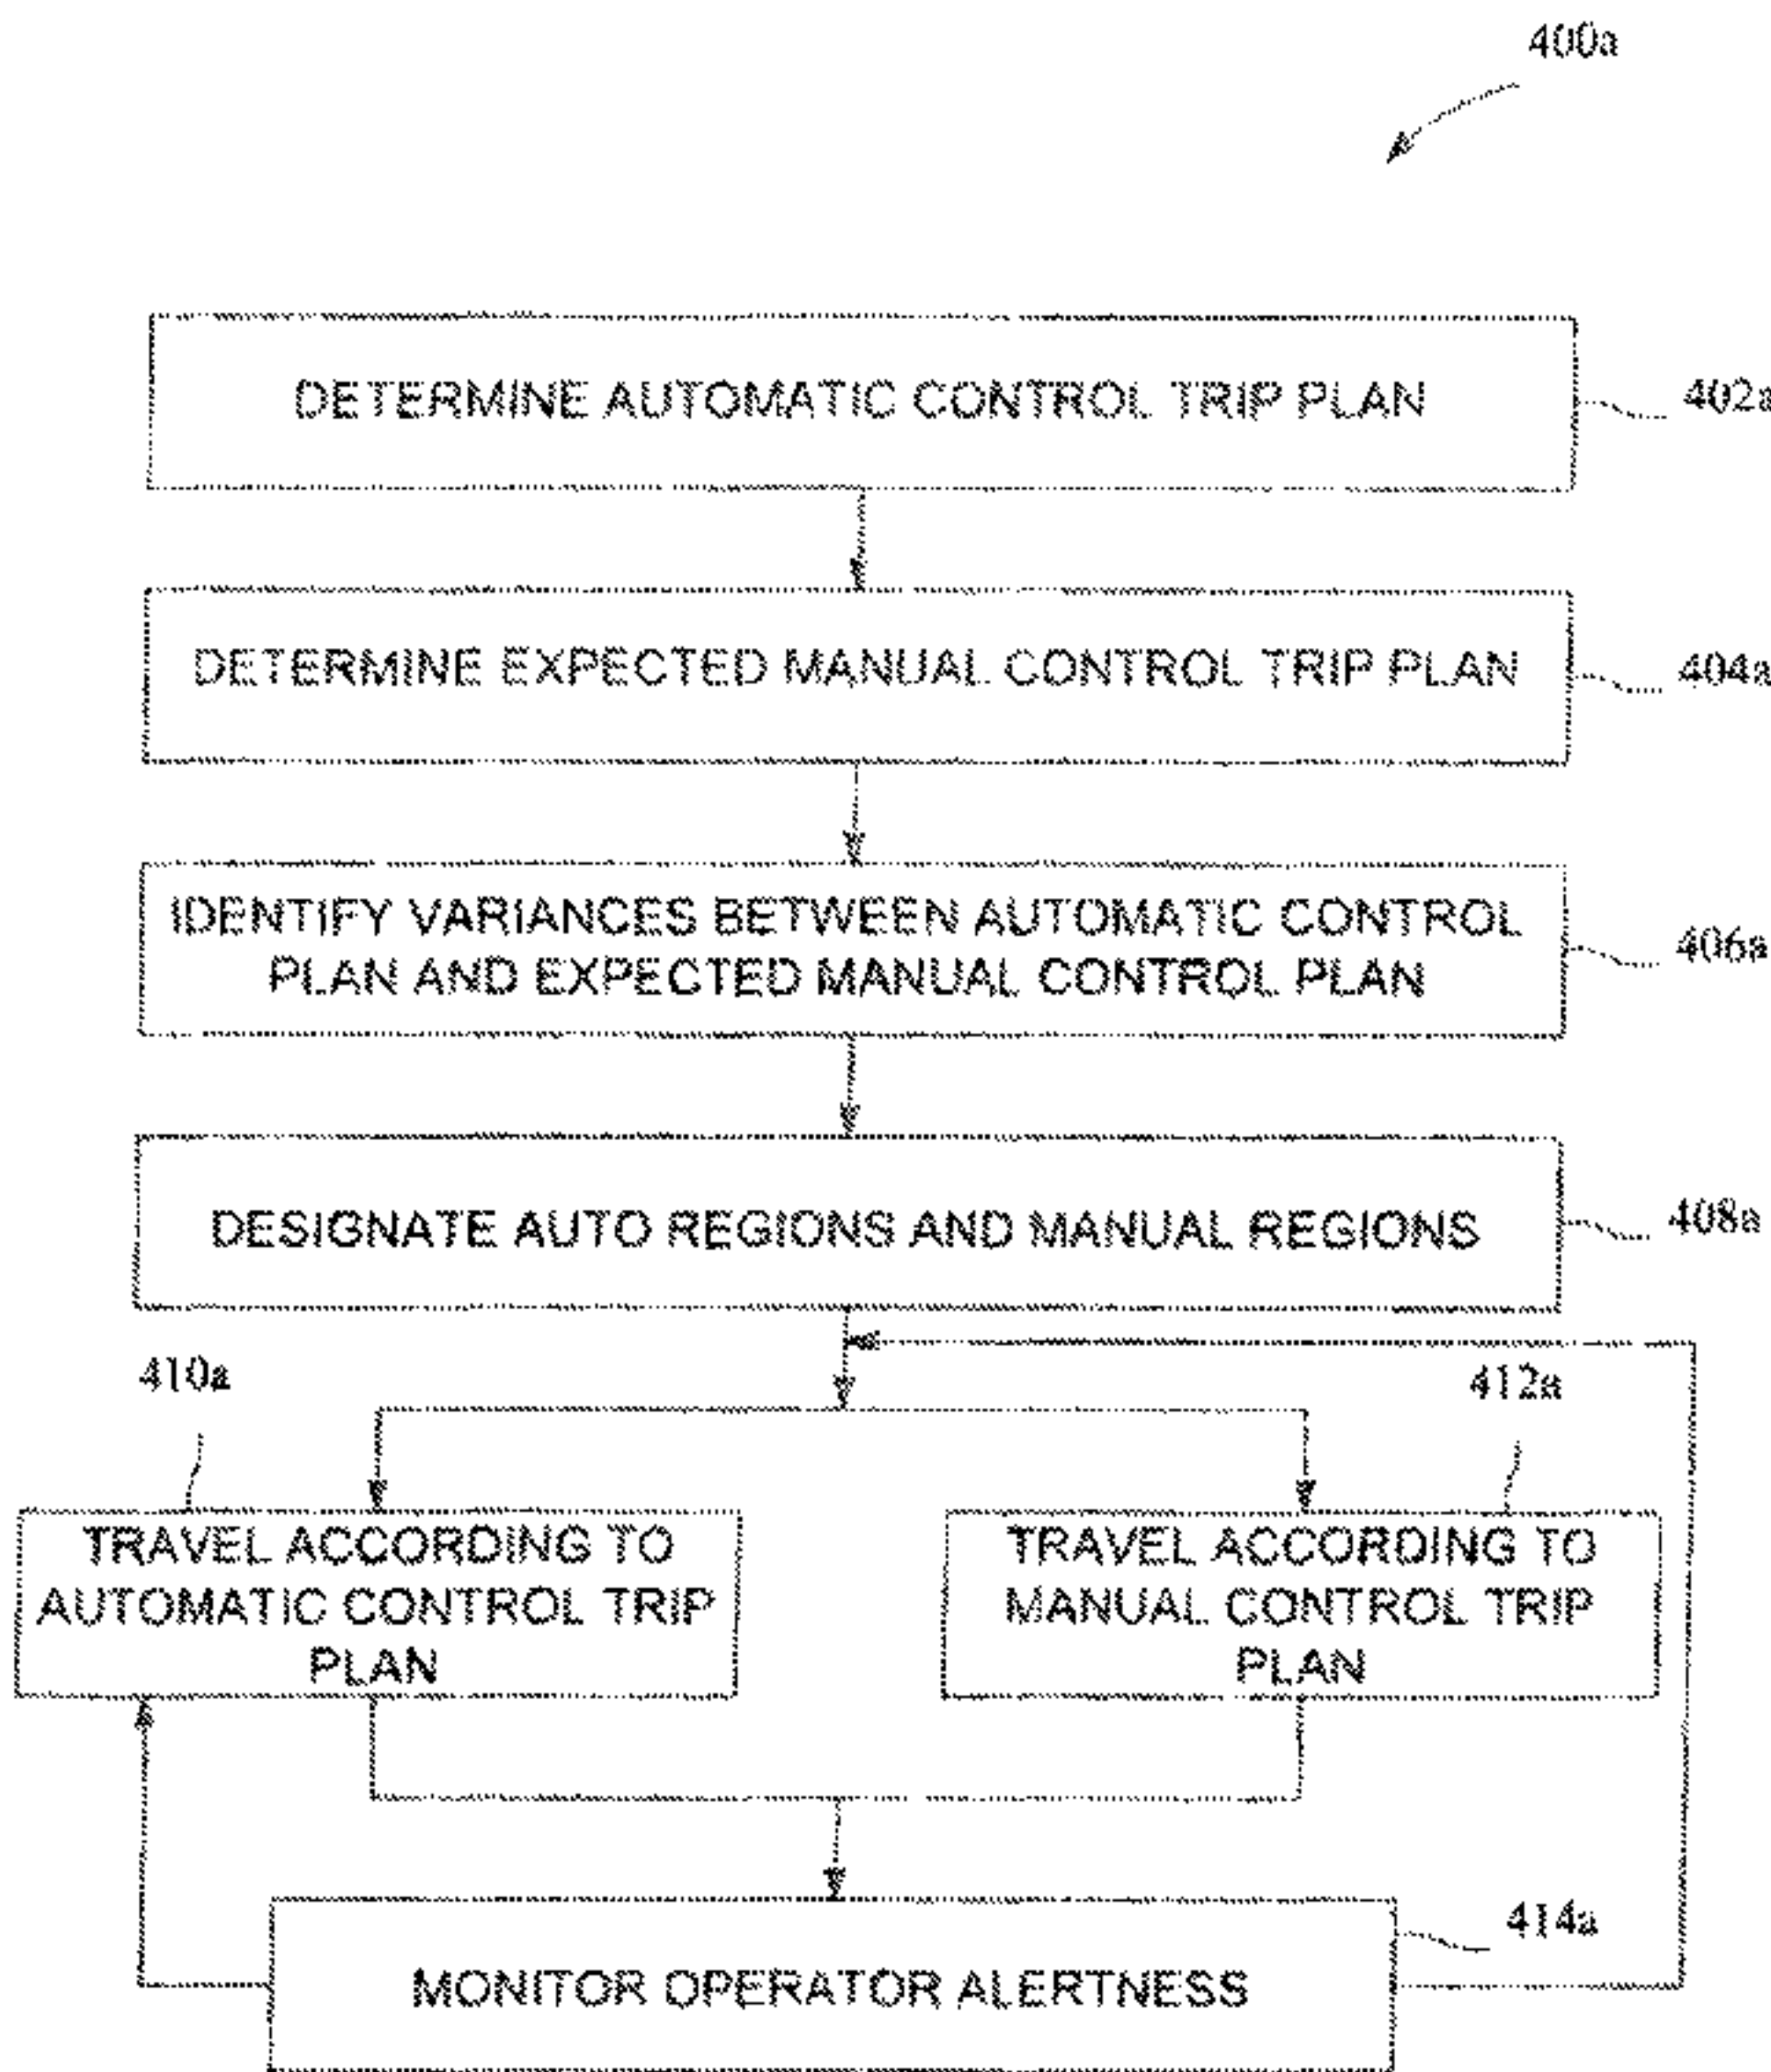 400a
DETERMINE AUTOMATIC CONTROL TRIP PLAN
402a
DETERMINE EXPECTED MANUAL CONTROL TRIP PLAN
404a
IDENTIFY VARIANCES BETWEEN AUTOMATIC CONTROL
PLAN AND EXPECTED MANUAL CONTROL PLAN
406a
DESIGNATE AUTO REGIONS AND MANUAL REGIONS
408a
410a
412a
TRAVEL ACCORDING TO
AUTOMATIC CONTROL TRIP
PLAN
TRAVEL ACCORDING TO
MANUAL CONTROL TRIP
PLAN
414a
MONITOR OPERATOR ALERTNESS